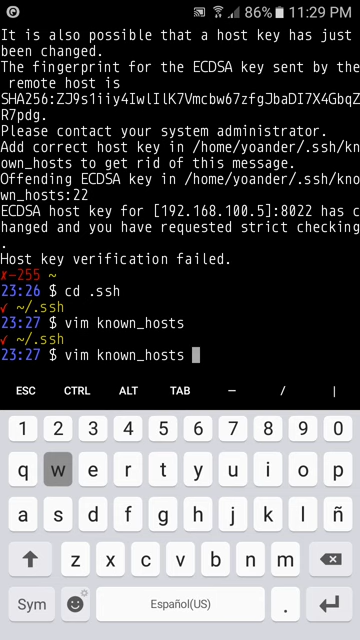 86% 11:29 PM
It is also possible that a host key has just
been changed.
The fingerprint for the ECDSA key sent by the
remote host is
SHA256:ZJ9s1iiy4IwlIlK7Vmcbw67zfgJbaDI7X4GbqZ
R7pdg.
Please contact your system administrator.
Add correct host key in /home/yoander/.ssh/kn
own_hosts to get rid of this message.
Offending ECDSA key in /home/yoander/.ssh/kno
wn_hosts:22
ECDSA host key for [192.168.100.5]:8022 has c
hanged and you have requested strict checking
.
Host key verification failed.
✘-255 ~
23:26 $ cd .ssh
✓ ~/.ssh
23:27 $ vim known_hosts
✓ ~/.ssh
23:27 $ vim known_hosts
ESC CTRL ALT TAB — / |
1 2 3 4 5 6 7 8 9 0
q w e r t y u i o p
a s d f g h j k l ñ
z x c v b n m
Sym Español(US) .